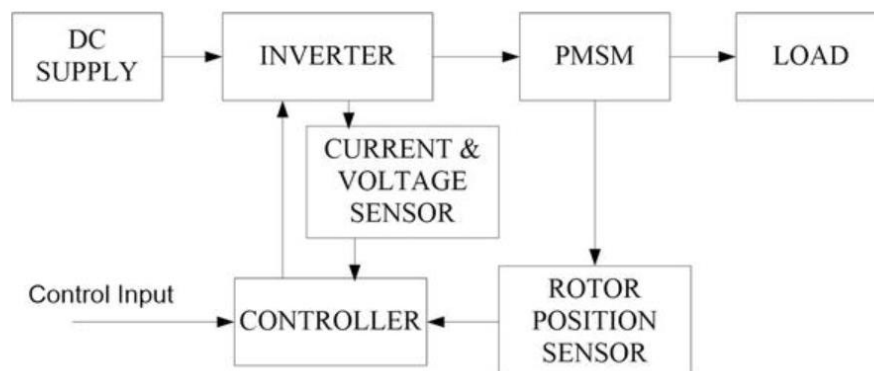 DC
SUPPLY
INVERTER
PMSM
LOAD
CURRENT &
VOLTAGE
SENSOR
Control Input
CONTROLLER
ROTOR
POSITION
SENSOR